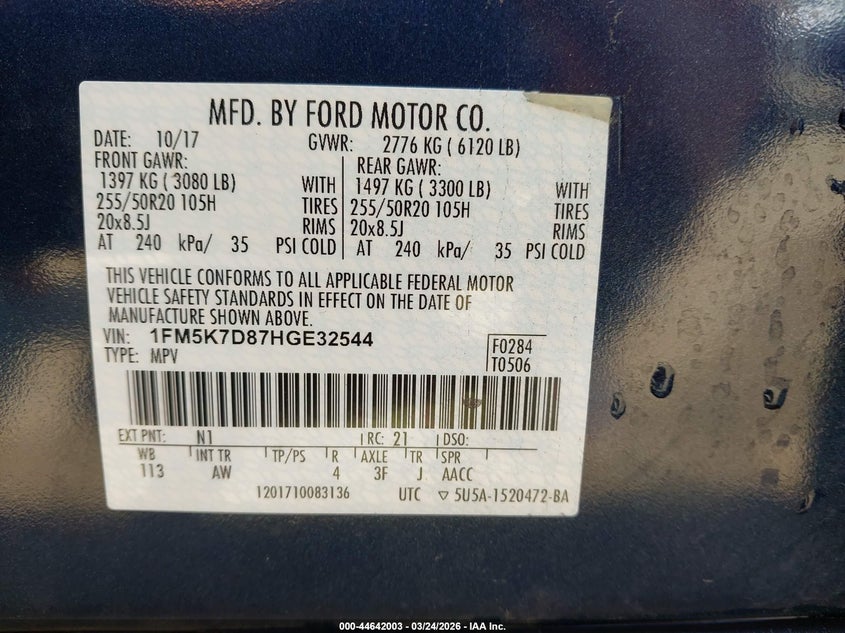 MFD. BY FORD MOTOR CO.
DATE: 10/17 GVWR: 2776 KG ( 6120 LB)
FRONT GAWR: REAR GAWR:
1397 KG ( 3080 LB) WITH 1497 KG ( 3300 LB) WITH
255/50R20 105H TIRES 255/50R20 105H TIRES
20x8.5J RIMS 20x8.5J RIMS
AT 240 kPa/ 35 PSI COLD AT 240 kPa/ 35 PSI COLD
THIS VEHICLE CONFORMS TO ALL APPLICABLE FEDERAL MOTOR
VEHICLE SAFETY STANDARDS IN EFFECT ON THE DATE OF
MANUFACTURE SHOWN ABOVE.
VIN: 1FM5K7D87HGE32544 F0284
TYPE: MPV T0506
EXT PNT: N1 RC: 21 DSO:
WB INT TR TP/PS R AXLE TR SPR
113 AW 4 3F J AACC
1201710083136 UTC ▽ 5U5A-1520472-BA
000-44642003 - 03/24/2026 - IAA Inc.